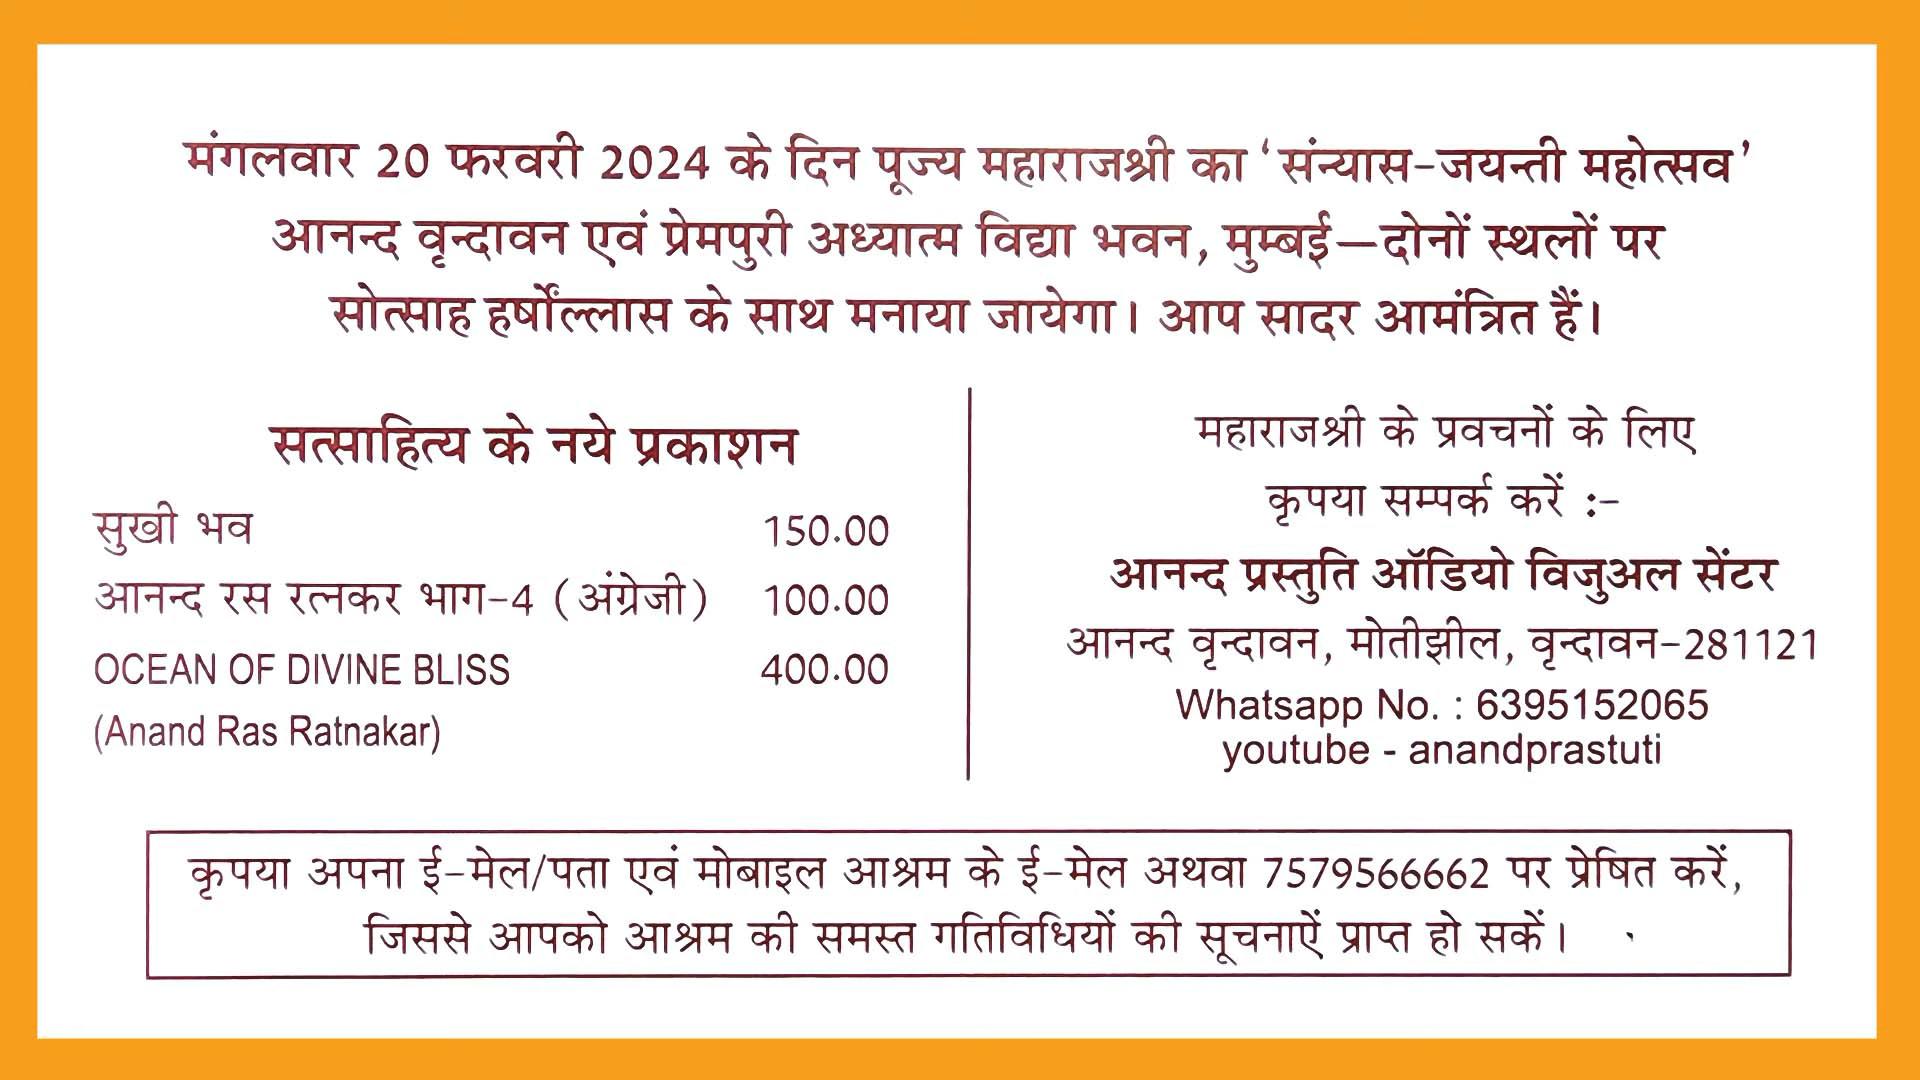 मंगलवार 20 फरवरी 2024 के दिन पूज्य महाराजश्री का ‘संन्यास-जयन्ती महोत्सव’
आनन्द वृन्दावन एवं प्रेमपुरी अध्यात्म विद्या भवन, मुम्बई—दोनों स्थलों पर
सोत्साह हर्षोंल्लास के साथ मनाया जायेगा। आप सादर आमंत्रित हैं।
सत्साहित्य के नये प्रकाशन
सुखी भव 150.00
आनन्द रस रत्नकर भाग-4 (अंग्रेजी) 100.00
OCEAN OF DIVINE BLISS 400.00
(Anand Ras Ratnakar)
महाराजश्री के प्रवचनों के लिए
कृपया सम्पर्क करें :-
आनन्द प्रस्तुति ऑडियो विजुअल सेंटर
आनन्द वृन्दावन, मोतीझील, वृन्दावन-281121
Whatsapp No. : 6395152065
youtube - anandprastuti
कृपया अपना ई-मेल/पता एवं मोबाइल आश्रम के ई-मेल अथवा 7579566662 पर प्रेषित करें,
जिससे आपको आश्रम की समस्त गतिविधियों की सूचनाऐं प्राप्त हो सकें।